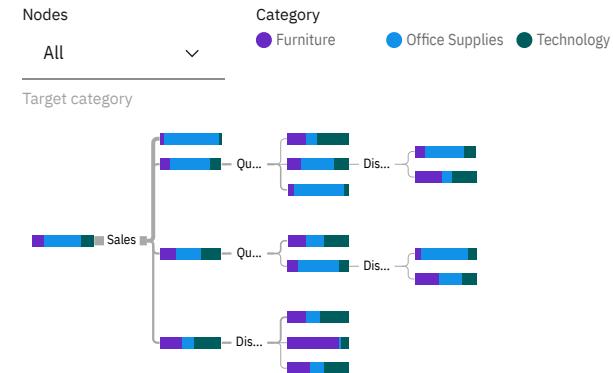 Nodes
Category
All
Furniture
Office Supplies
Technology
Target category
Qu...
Dis...
Sales
Qu...
Dis...
Dis...